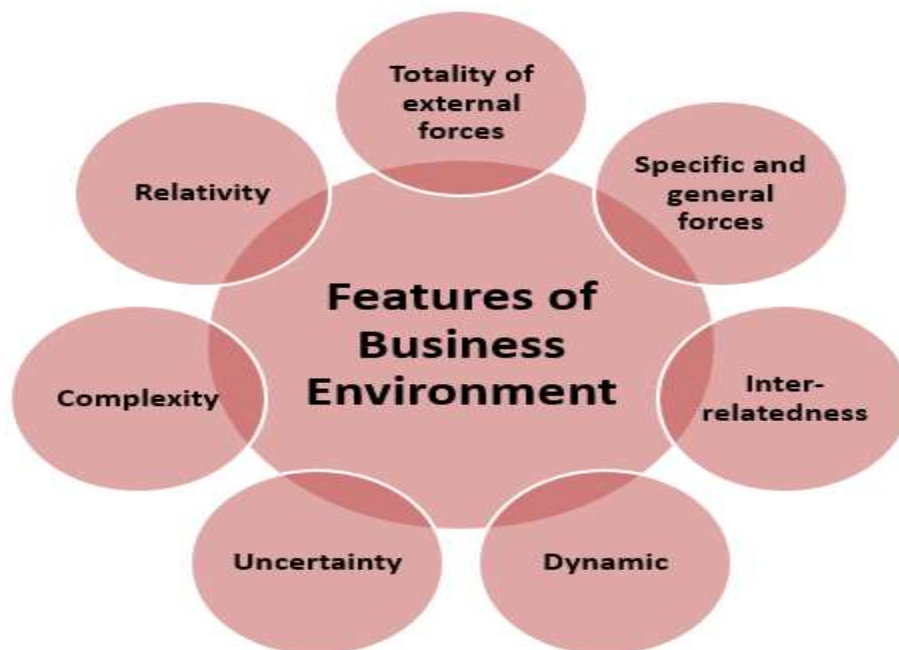 Totality of
external
forces
Specific and
general
forces
Inter-
relatedness
Dynamic
Uncertainty
Complexity
Relativity
Features of
Business
Environment